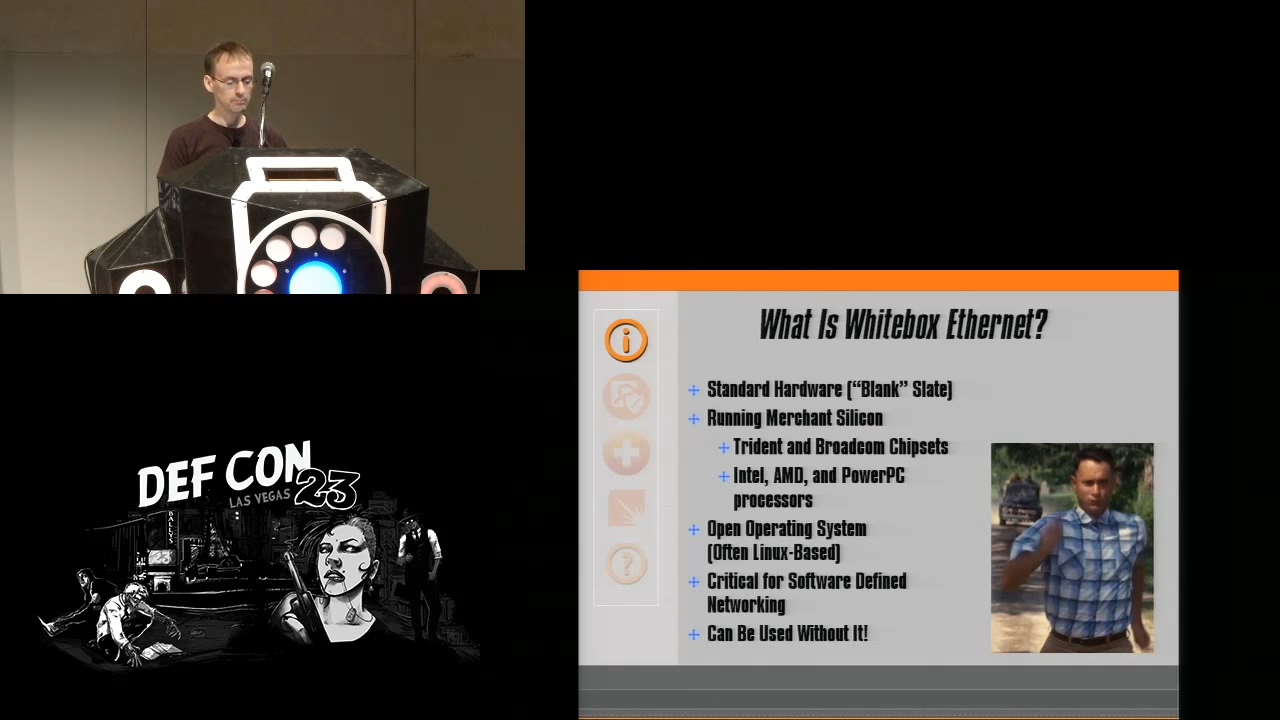 What Is Whitebox Ethernet?
Standard Hardware (“Blank” Slate)
Running Merchant Silicon
Trident and Broadcom Chipsets
Intel, AMD, and PowerPC
processors
Open Operating System
(Often Linux-Based)
Critical for Software Defined
Networking
Can Be Used Without It!
DEF CON
LAS VEGAS 23
BALLY'S